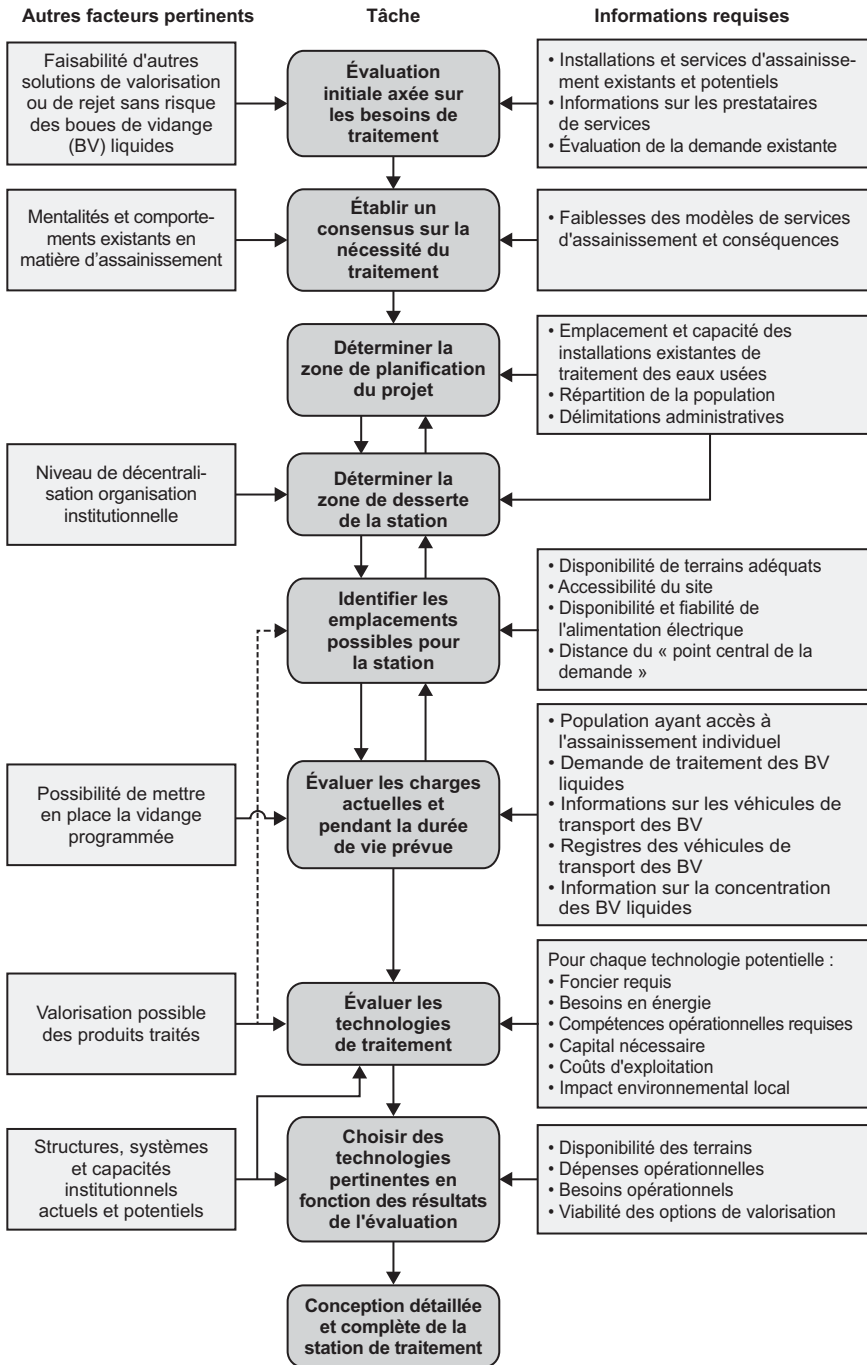 Autres facteurs pertinents
Tâche
Informations requises
Faisabilité d'autres
solutions de valorisation
ou de rejet sans risque
des boues de vidange
(BV) liquides
Évaluation
initiale axée sur
les besoins de
traitement
• Installations et services d'assainisse-
ment existants et potentiels
• Informations sur les prestataires
de services
• Évaluation de la demande existante
Mentalités et comporte-
ments existants en
matière d'assainissement
Établir un
consensus sur la
nécessité du
traitement
• Faiblesses des modèles de services
d'assainissement et conséquences
Déterminer la
zone de planification
du projet
• Emplacement et capacité des
installations existantes de
traitement des eaux usées
• Répartition de la population
• Délimitations administratives
Niveau de décentrali-
sation organisation
institutionnelle
Déterminer la
zone de desserte
de la station
Identifier les
emplacements
possibles pour
la station
• Disponibilité de terrains adéquats
• Accessibilité du site
• Disponibilité et fiabilité de
l'alimentation électrique
• Distance du « point central de la
demande »
Possibilité de mettre
en place la vidange
programmée
Évaluer les charges
actuelles et
pendant la durée
de vie prévue
• Population ayant accès à
l'assainissement individuel
• Demande de traitement des BV
liquides
• Informations sur les véhicules de
transport des BV
• Registres des véhicules de
transport des BV
• Information sur la concentration
des BV liquides
Valorisation possible
des produits traités
Évaluer les
technologies
de traitement
Pour chaque technologie potentielle :
• Foncier requis
• Besoins en énergie
• Compétences opérationnelles requises
• Capital nécessaire
• Coûts d'exploitation
• Impact environnemental local
Structures, systèmes
et capacités
institutionnels
actuels et potentiels
Choisir des
technologies
pertinentes en
fonction des résultats
de l'évaluation
• Disponibilité des terrains
• Dépenses opérationnelles
• Besoins opérationnels
• Viabilité des options de valorisation
Conception détaillée
et complète de la
station de traitement